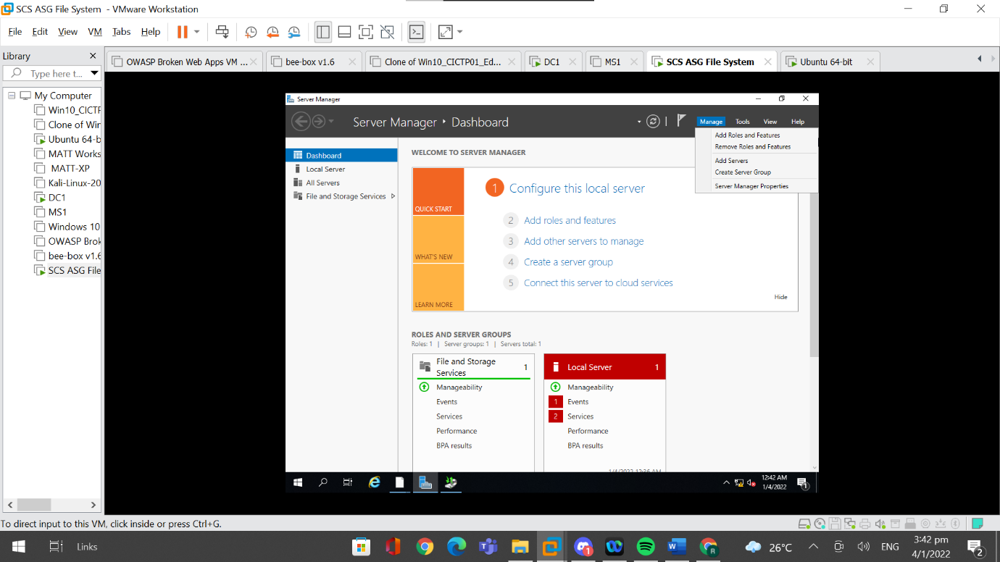 SCS ASG File System - VMware Workstation
File Edit View VM Tabs Help
Library
Type here t...
OWASP Broken Web Apps VM ...
bee-box v1.6
Clone of Win10_CICTP01_Ed...
DC1
MS1
SCS ASG File System
Ubuntu 64-bit
My Computer
Win10_CICTP
Clone of Win
Ubuntu 64-b
MATT Works
MATT-XP
Kali-Linux-20
DC1
MS1
Windows 10
OWASP Brok
bee-box v1.6
SCS ASG File
Server Manager
Server Manager • Dashboard
Manage Tools View Help
Add Roles and Features
Remove Roles and Features
Add Servers
Create Server Group
Server Manager Properties
Dashboard
Local Server
All Servers
File and Storage Services
WELCOME TO SERVER MANAGER
QUICK START
WHAT'S NEW
LEARN MORE
1 Configure this local server
2 Add roles and features
3 Add other servers to manage
4 Create a server group
5 Connect this server to cloud services
Hide
ROLES AND SERVER GROUPS
Roles: 1 | Server groups: 1 | Servers total: 1
File and Storage
Services
1
Manageability
Events
Services
Performance
BPA results
Local Server 1
Manageability
1 Events
2 Services
Performance
BPA results
1/4/2022 12:36 AM
12:42 AM
1/4/2022
1
To direct input to this VM, click inside or press Ctrl+G.
Links
1
26°C
ENG
3:42 pm
4/1/2022
2